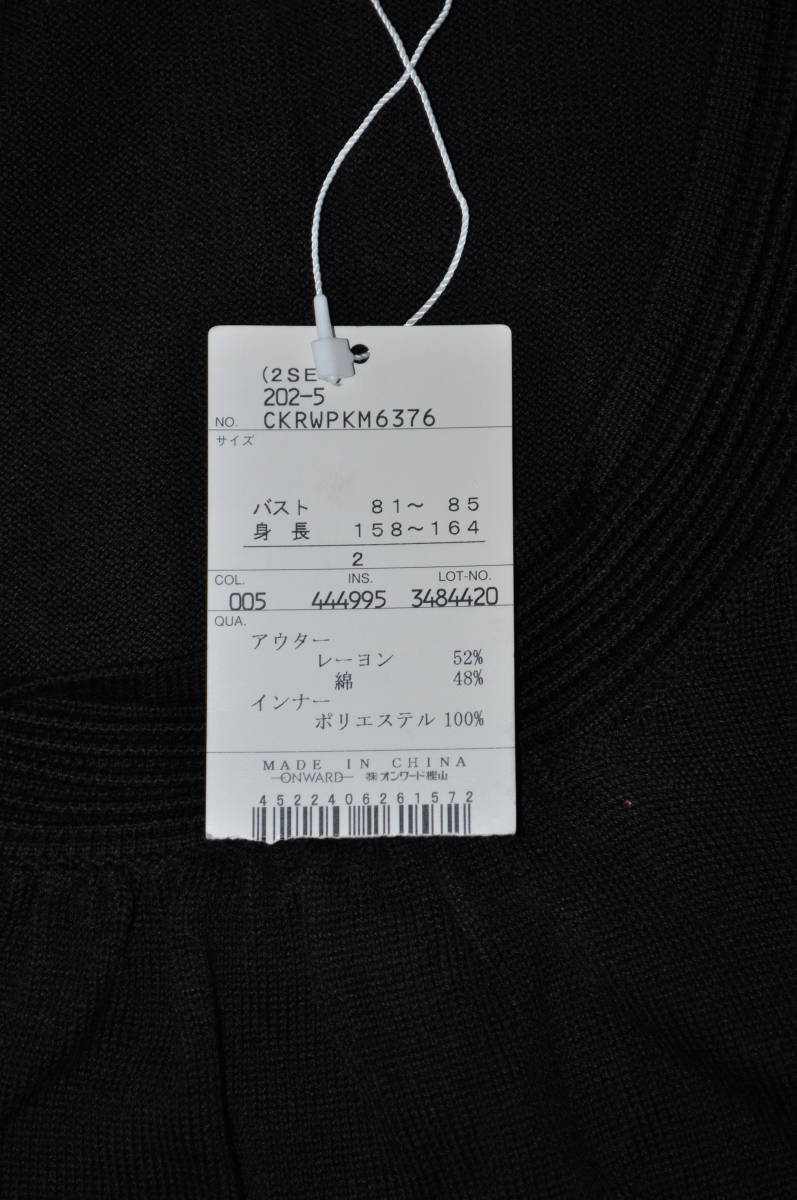 (2SE
202-5
NO. CKRWPKM6376
サイズ
バスト 81～ 85
身 長 158～164
2
COL. INS. LOT-NO.
005 444995 3484420
QUA.
アウター
レーヨン 52%
綿 48%
インナー
ポリエステル 100%
MADE IN CHINA
ONWARD ㈱オンワード樫山
4522406261572